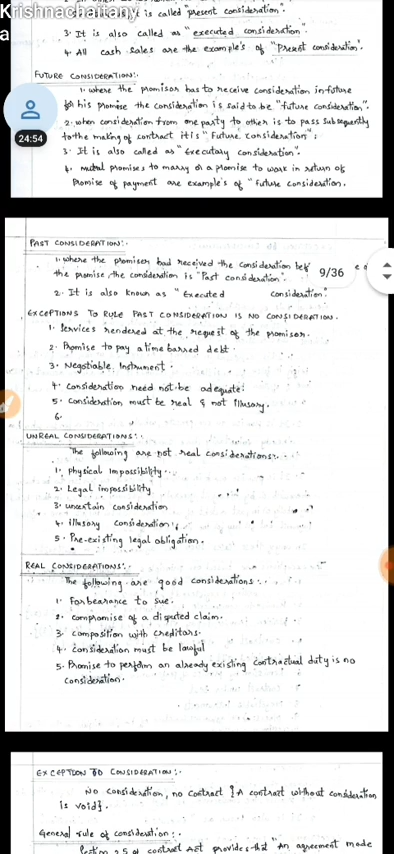 Krishnachaitany
a
is called "present consideration".
3. It is also called as "executed consideration".
4. All cash sales are the example's of "Preset consideration".
FUTURE CONSIDERATION:.
1. where the promisor has to receive consideration in future
for his promise the consideration is said to be "future consideration".
2. when consideration from one party to other is to pass subsequently
to the making of contract it is "Future consideration".
3. It is also called as "Executary consideration".
4. mutal promises to marry or a promise to work in return of
Promise of payment are example's of "future consideration.
24:54
PAST CONSIDERATION:.
1. where the promiser had received the consideration bef
the promise, the consideration is "Past consideration".
9/36
2. It is also known as "Executed consideration".
EXCEPTIONS TO RULE PAST CONSIDERATION IS NO CONSIDERATION.
1. Services rendered at the request of the promisor.
2. Promise to pay a time barred debt.
3. Negotiable Instrument.
4. consideration need not be adequate.
5. consideration must be real & not illusory.
6.
UNREAL CONSIDERATIONS:.
The following are not real considerations:.
1. physical Impossibility.
2. Legal impossibility
3. uncertain consideration
4. illusory consideration
5. Pre-existing legal obligation.
REAL CONSIDERATIONS:.
The following are good considerations:.
1. Forbearance to sue.
2. compromise of a disputed claim.
3. composition with creditors.
4. consideration must be lawful
5. Promise to perform an already existing contractual duty is no
consideration.
EXCEPTION TO CONSIDERATION:.
No consideration, no contract {A contract without consideration
is void}.
General rule of consideration:.
Section 25 of contract Act provides that "An agreement made